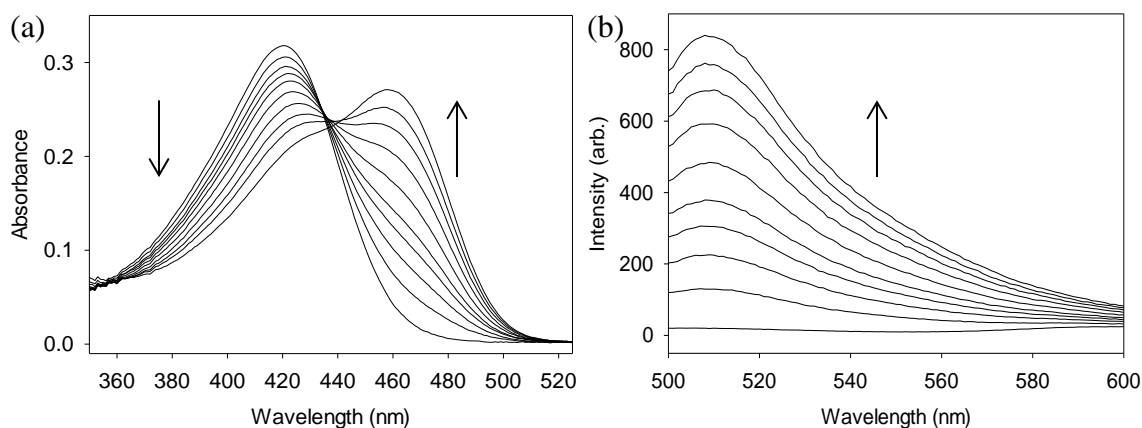 (a)
0.3
0.2
0.1
0.0
Absorbance
360 380 400 420 440 460 480 500 520
Wavelength (nm)
(b)
800
600
400
200
0
Intensity (arb.)
500 520 540 560 580 600
Wavelength (nm)